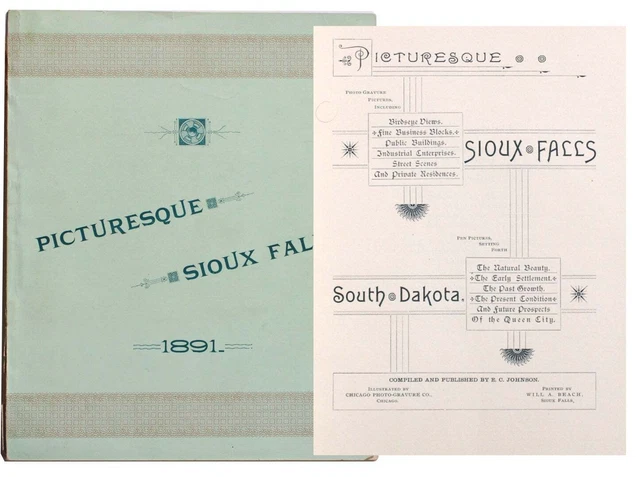 PICTURESQUE
SIOUX FALL
1891.
PICTURESQUE
PHOTO-GRAVURE
PICTURES,
INCLUDING
Birdseye Views.
Fine Business Blocks.
Public Buildings.
Industrial Enterprises.
Street Scenes
And Private Residences.
SIOUX FALLS
PEN PICTURES,
SETTING
FORTH
The Natural Beauty.
The Early Settlement.
The Past Growth.
The Present Condition
And Future Prospects
Of the Queen City.
South Dakota,
COMPILED AND PUBLISHED BY E. C. JOHNSON.
ILLUSTRATED BY
CHICAGO PHOTO-GRAVURE CO.,
CHICAGO
PRINTED BY
WILL A. BEACH,
SIOUX FALLS,